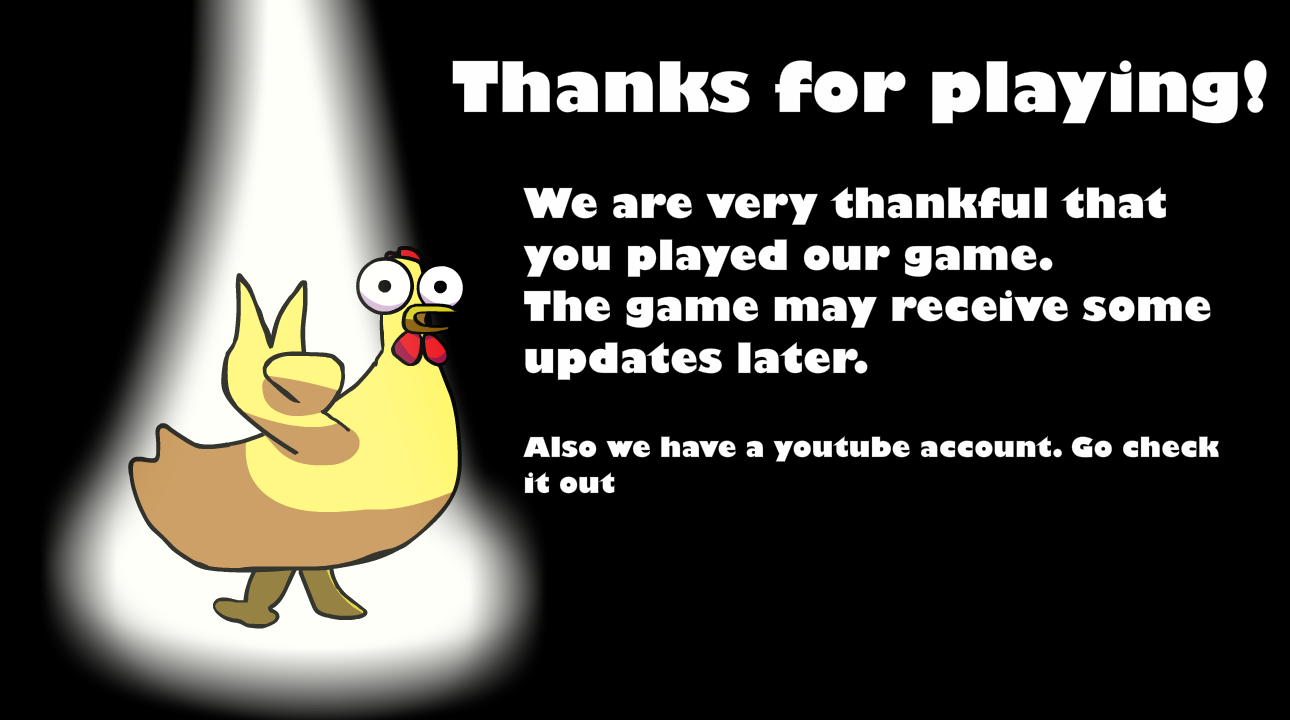 Thanks for playing!
We are very thankful that
you played our game.
The game may receive some
updates later.
Also we have a youtube account. Go check
it out